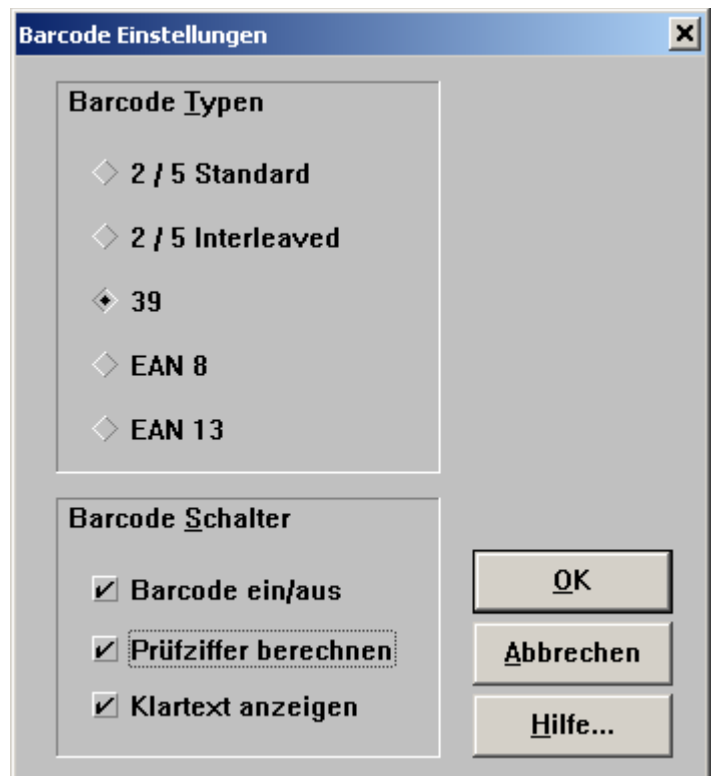 Barcode Einstellungen
Barcode Typen
2 / 5 Standard
2 / 5 Interleaved
39
EAN 8
EAN 13
Barcode Schalter
Barcode ein/aus
Prüfziffer berechnen
Klartext anzeigen
OK
Abbrechen
Hilfe...